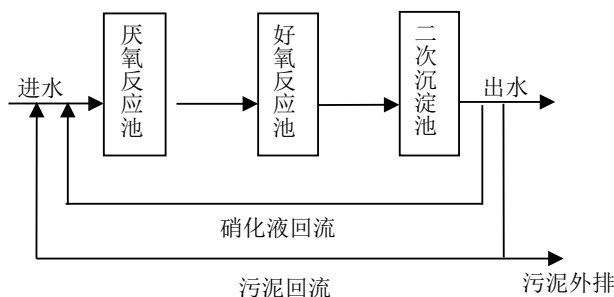 进水
厌氧反应池
好氧反应池
二次沉淀池
出水
硝化液回流
污泥回流
污泥外排